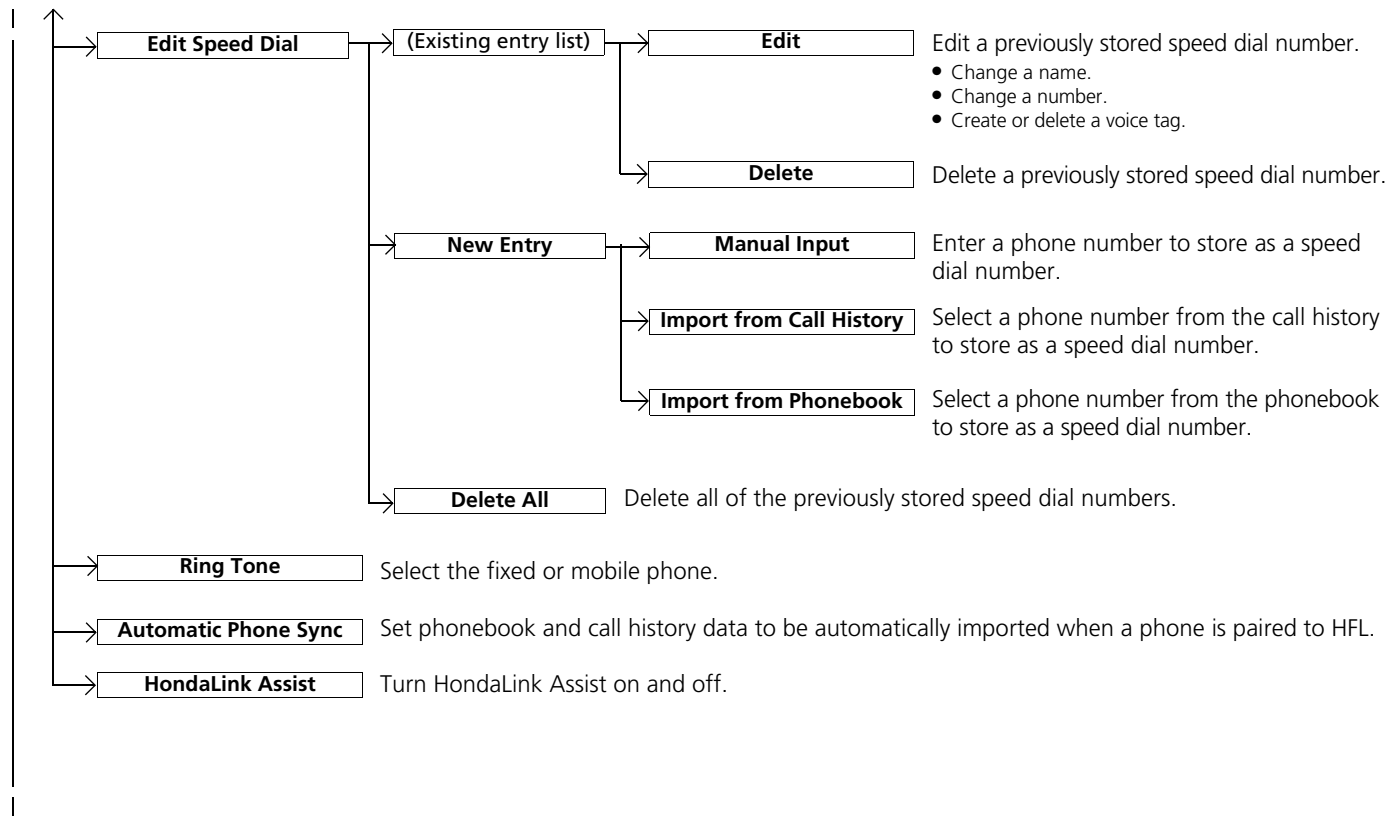 Edit Speed Dial
(Existing entry list)
Edit
Edit a previously stored speed dial number.
• Change a name.
• Change a number.
• Create or delete a voice tag.
Delete
Delete a previously stored speed dial number.
New Entry
Manual Input
Enter a phone number to store as a speed
dial number.
Import from Call History
Select a phone number from the call history
to store as a speed dial number.
Import from Phonebook
Select a phone number from the phonebook
to store as a speed dial number.
Delete All
Delete all of the previously stored speed dial numbers.
Ring Tone
Select the fixed or mobile phone.
Automatic Phone Sync
Set phonebook and call history data to be automatically imported when a phone is paired to HFL.
HondaLink Assist
Turn HondaLink Assist on and off.